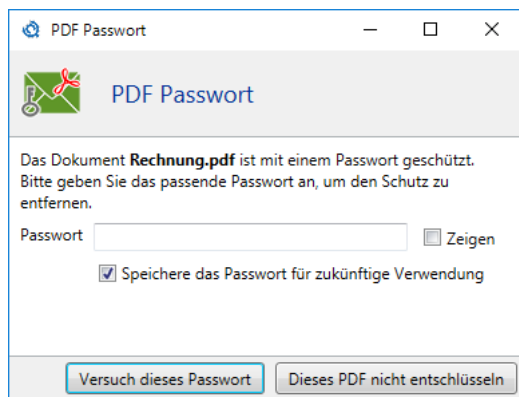 PDF Passwort
PDF Passwort
Das Dokument Rechnung.pdf ist mit einem Passwort geschützt.
Bitte geben Sie das passende Passwort an, um den Schutz zu
entfernen.
Passwort Zeigen
Speichere das Passwort für zukünftige Verwendung
Versuch dieses Passwort Dieses PDF nicht entschlüsseln